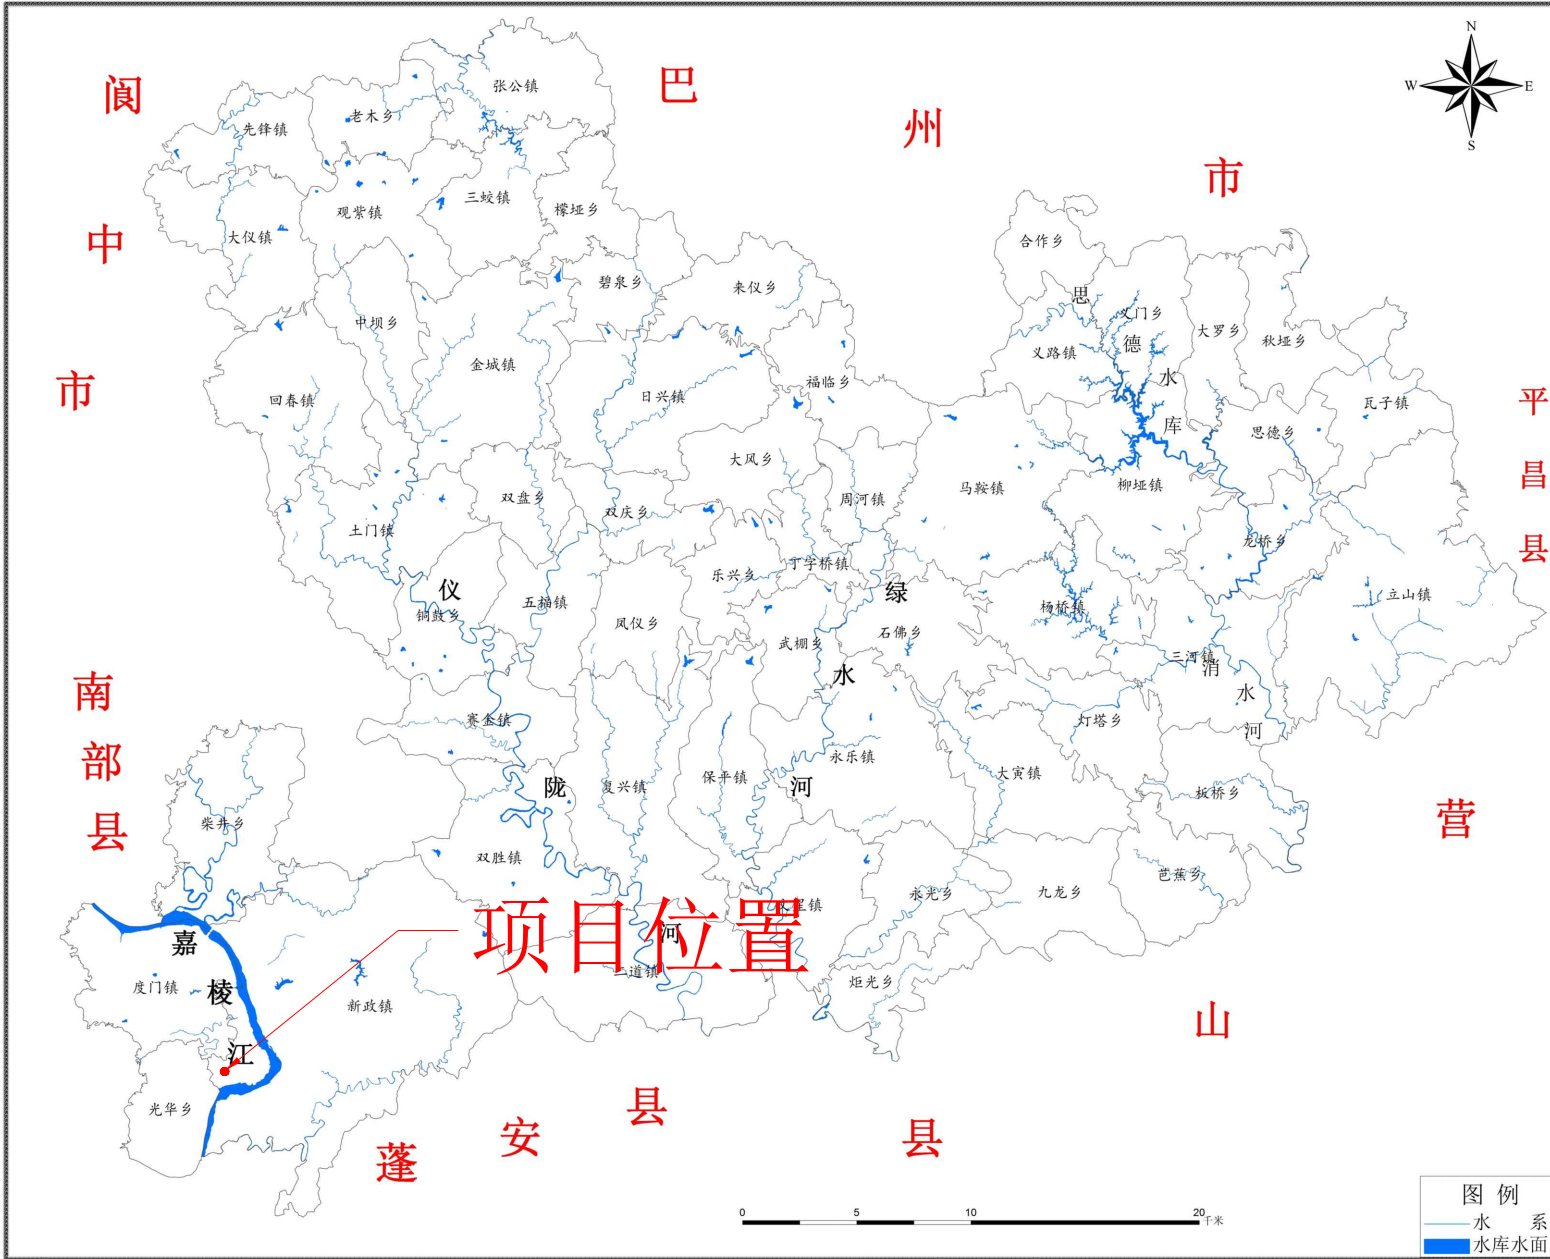 N
W
E
S
阆
中
市
巴
州
市
平
昌
县
南
部
县
蓬
安
县
营
山
县
张公镇
老木乡
先锋镇
三蛟镇
观紫镇
檬垭乡
大仪镇
合作乡
碧泉乡
来仪乡
思
义门乡
中坝乡
大罗乡
秋垭乡
德
义路镇
金城镇
水
福临乡
日兴镇
回春镇
瓦子镇
库
思德乡
大风乡
柳垭镇
马鞍镇
双盘乡
周河镇
双庆乡
土门镇
龙桥乡
丁字桥镇
乐兴乡
仪
绿
立山镇
五福镇
杨桥镇
铜鼓乡
凤仪乡
石佛乡
武棚乡
三河镇
消
水
水
赛金镇
灯塔乡
河
永乐镇
大寅镇
保平镇
陇
复兴镇
河
板桥乡
柴井乡
双胜镇
芭蕉乡
九龙乡
永光乡
项目位置
河
嘉
二道镇
炬光乡
度门镇
棱
新政镇
江
光华乡
0
5
10
20
千米
图 例
水 系
水库水面